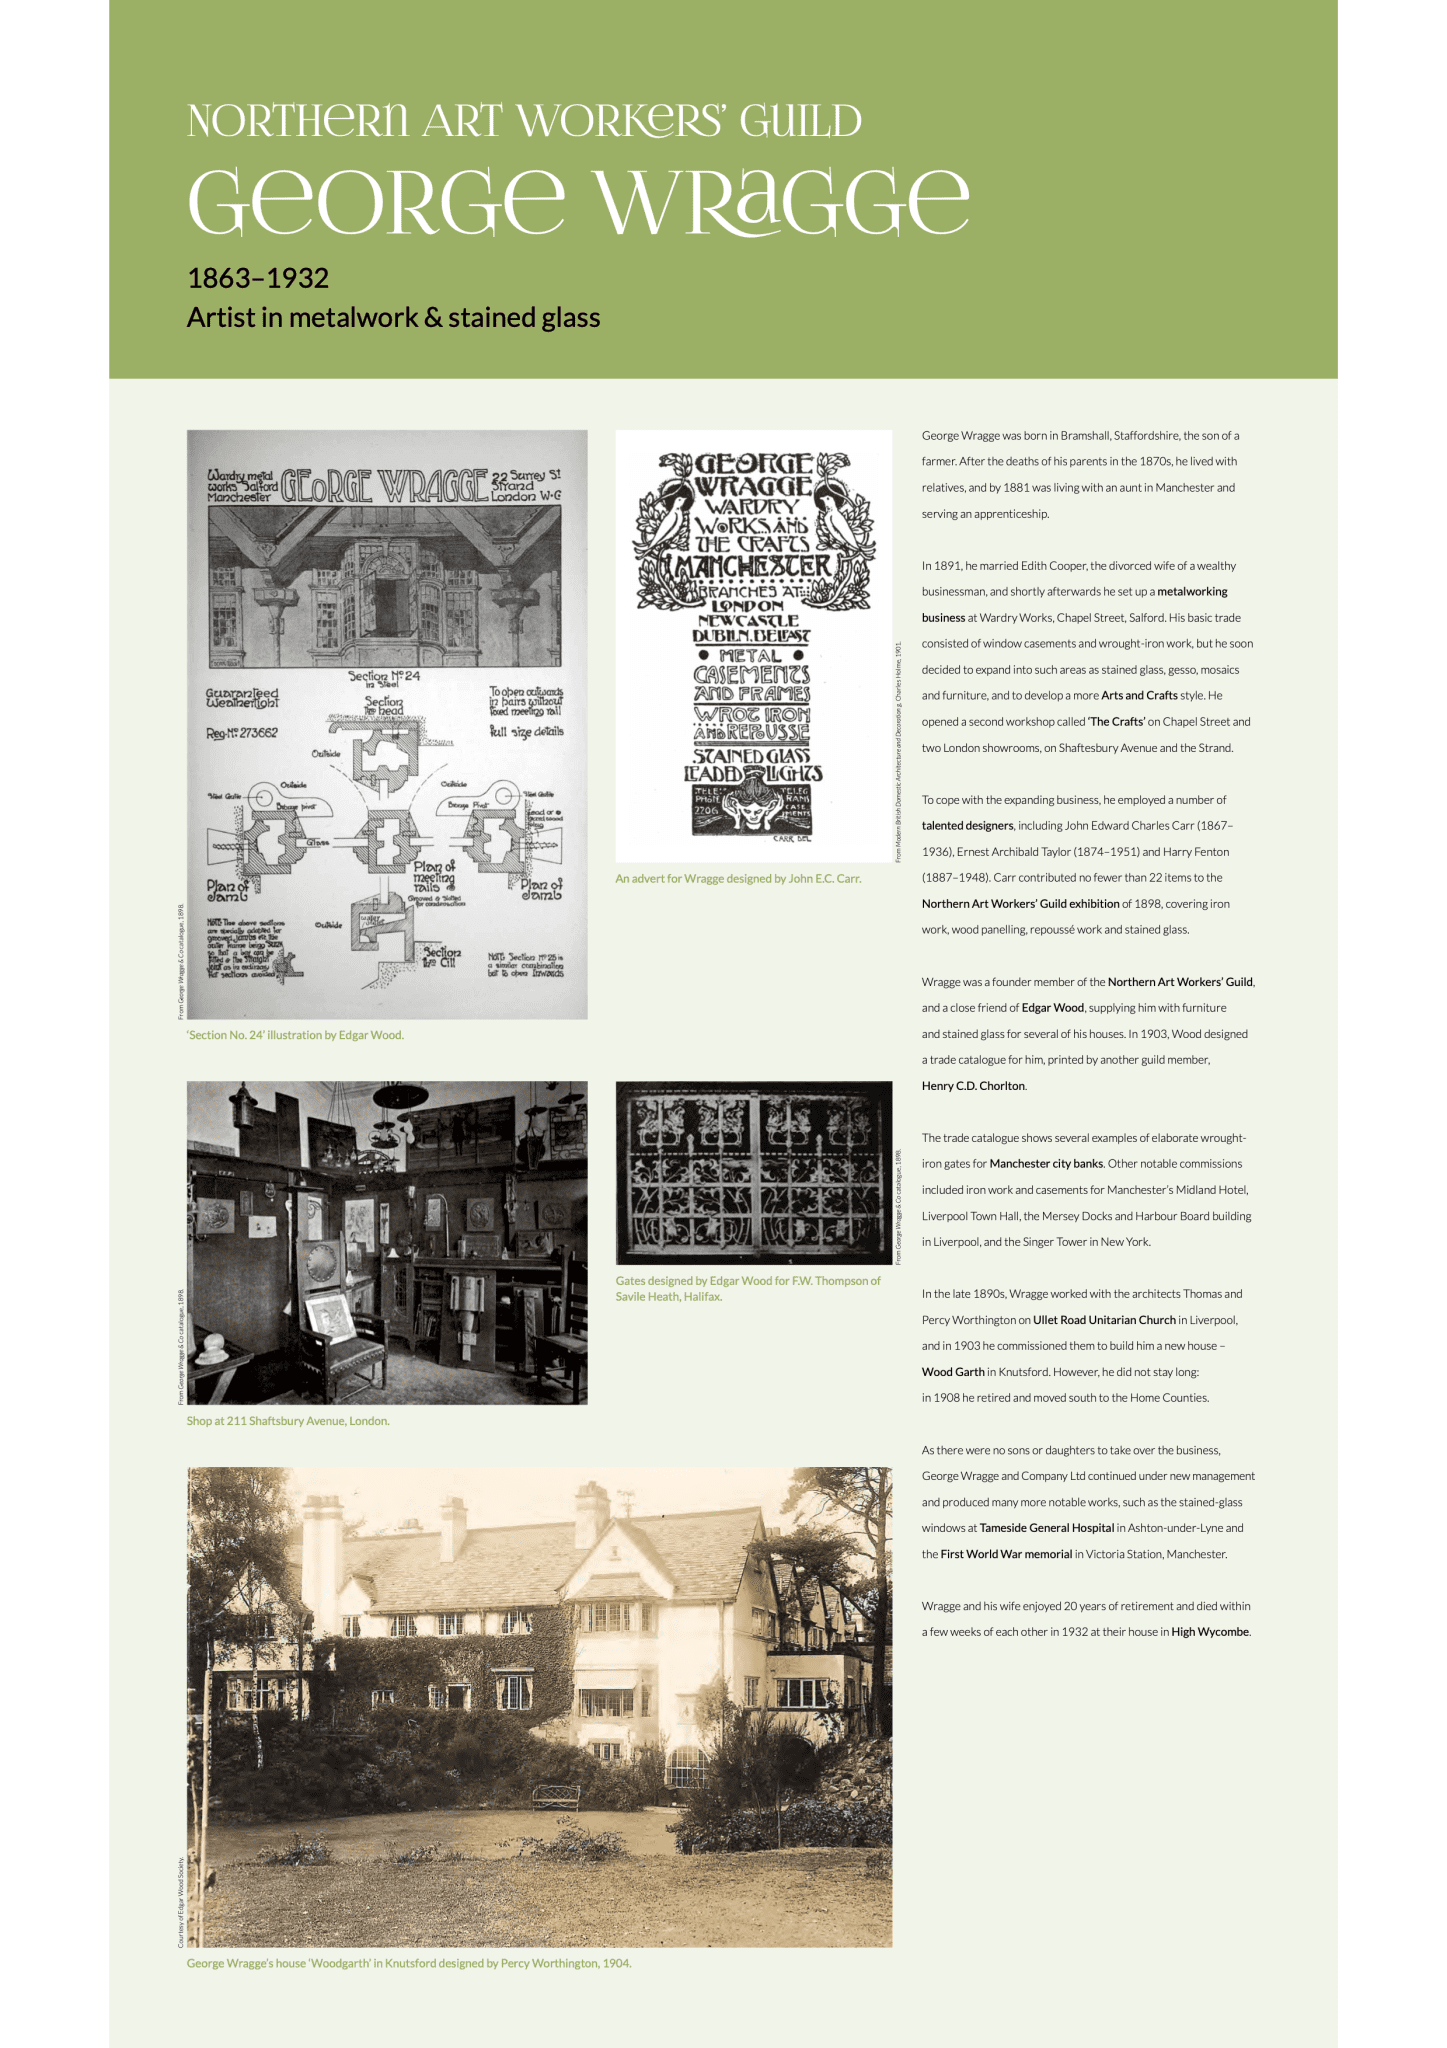 NORTHERN ART WORKERS’ GUILD
GEORGE WRAGGE
1863–1932
Artist in metalwork & stained glass
Wardry metal works Salford Manchester
GEORGE WRAGGE
22 Surrey St Strand London W·C
Section No. 24
in Steel
Guaranteed Weathertight
Section thro head
To open outwards in pairs without fixed meeting rail
Reg. No 273662
Full size details
Outside
Outside
Outside
Bronze pivot
Bronze Pivot
Glass
Plan of Jamb
Plan of meeting rails
Plan of Jamb
Outside
Section thro Cill
Note Section No 25 is a similar combination but to open inwards
From George Wragge & Co catalogue, 1898.
‘Section No. 24’ illustration by Edgar Wood.
GEORGE
WRAGGE
WARDRY
WORKS AND
THE CRAFTS
MANCHESTER
BRANCHES AT:
LONDON
NEWCASTLE
DUBLIN. BELFAST
METAL
CASEMENTS
AND FRAMES
WROT IRON
AND REPOUSSE
STAINED GLASS
LEADED LIGHTS
TELEPHONE 2206
TELEGRAMS CASEMENTS
CARR DEL
From Modern British Domestic Architecture and Decoration, Charles Holme, 1901.
An advert for Wragge designed by John E.C. Carr.
From George Wragge & Co catalogue, 1898.
Shop at 211 Shaftsbury Avenue, London.
From George Wragge & Co catalogue, 1898.
Gates designed by Edgar Wood for F.W. Thompson of
Savile Heath, Halifax.
Courtesy of Edgar Wood Society.
George Wragge’s house ‘Woodgarth’ in Knutsford designed by Percy Worthington, 1904.
George Wragge was born in Bramshall, Staffordshire, the son of a
farmer. After the deaths of his parents in the 1870s, he lived with
relatives, and by 1881 was living with an aunt in Manchester and
serving an apprenticeship.
In 1891, he married Edith Cooper, the divorced wife of a wealthy
businessman, and shortly afterwards he set up a metalworking
business at Wardry Works, Chapel Street, Salford. His basic trade
consisted of window casements and wrought-iron work, but he soon
decided to expand into such areas as stained glass, gesso, mosaics
and furniture, and to develop a more Arts and Crafts style. He
opened a second workshop called ‘The Crafts’ on Chapel Street and
two London showrooms, on Shaftesbury Avenue and the Strand.
To cope with the expanding business, he employed a number of
talented designers, including John Edward Charles Carr (1867–
1936), Ernest Archibald Taylor (1874–1951) and Harry Fenton
(1887–1948). Carr contributed no fewer than 22 items to the
Northern Art Workers’ Guild exhibition of 1898, covering iron
work, wood panelling, repoussé work and stained glass.
Wragge was a founder member of the Northern Art Workers’ Guild,
and a close friend of Edgar Wood, supplying him with furniture
and stained glass for several of his houses. In 1903, Wood designed
a trade catalogue for him, printed by another guild member,
Henry C.D. Chorlton.
The trade catalogue shows several examples of elaborate wrought-
iron gates for Manchester city banks. Other notable commissions
included iron work and casements for Manchester’s Midland Hotel,
Liverpool Town Hall, the Mersey Docks and Harbour Board building
in Liverpool, and the Singer Tower in New York.
In the late 1890s, Wragge worked with the architects Thomas and
Percy Worthington on Ullet Road Unitarian Church in Liverpool,
and in 1903 he commissioned them to build him a new house –
Wood Garth in Knutsford. However, he did not stay long:
in 1908 he retired and moved south to the Home Counties.
As there were no sons or daughters to take over the business,
George Wragge and Company Ltd continued under new management
and produced many more notable works, such as the stained-glass
windows at Tameside General Hospital in Ashton-under-Lyne and
the First World War memorial in Victoria Station, Manchester.
Wragge and his wife enjoyed 20 years of retirement and died within
a few weeks of each other in 1932 at their house in High Wycombe.